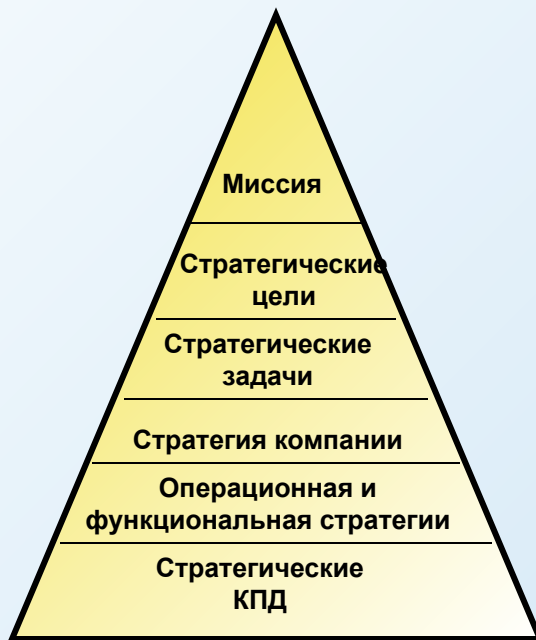 Миссия
Стратегические
цели
Стратегические
задачи
Стратегия компании
Операционная и
функциональная стратегии
Стратегические
КПД